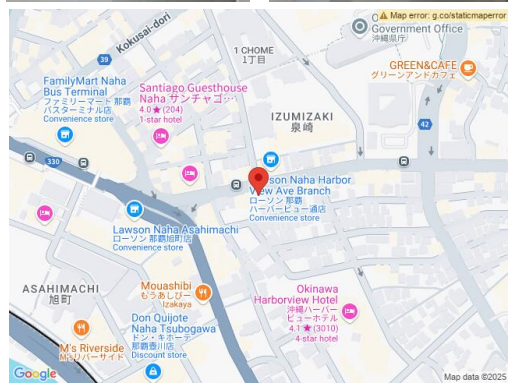 Map error: g.co/staticmaperror
Kokusai-dori
39
1 CHOME
1丁目
Government Office
沖縄県庁
GREEN&CAFE
グリーンアンドカフェ
FamilyMart Naha
Bus Terminal
ファミリーマート 那覇
バスターミナル店
Convenience store
Santiago Guesthouse
Naha サンチャゴ…
4.0★(204)
1-star hotel
IZUMIZAKI
泉崎
42
330
Lawson Naha Harbor
View Ave Branch
ローソン 那覇
ハーバービュー通店
Convenience store
Lawson Naha Asahimachi
ローソン 那覇旭町店
Convenience store
ASAHIMACHI
旭町
Mouashibi
もうあしびー
Izakaya
Okinawa
Harborview Hotel
沖縄ハーバー
ビューホテル
4.1★(3010)
4-star hotel
M's Riverside
M'sリバーサイド
Don Quijote
Naha Tsubogawa
ドン・キホーテ
那覇壺川店
Discount store
Google
Map data ©2025